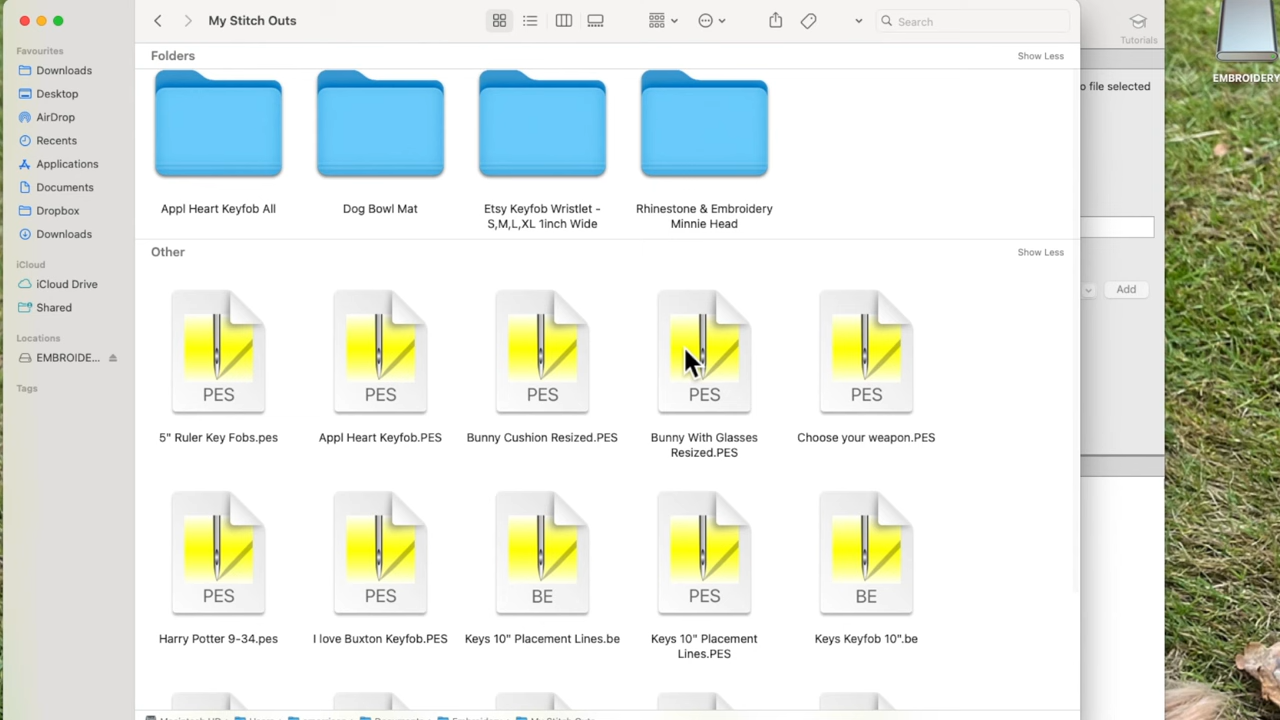 My Stitch Outs
Search
Tutorials
Favourites
Downloads
Desktop
AirDrop
Recents
Applications
Documents
Dropbox
Downloads
iCloud
iCloud Drive
Shared
Locations
EMBROIDE...
Tags
Folders
Show Less
Appl Heart Keyfob All
Dog Bowl Mat
Etsy Keyfob Wristlet -
S,M,L,XL 1inch Wide
Rhinestone & Embroidery
Minnie Head
Other
Show Less
PES
PES
PES
PES
PES
5" Ruler Key Fobs.pes
Appl Heart Keyfob.PES
Bunny Cushion Resized.PES
Bunny With Glasses
Resized.PES
Choose your weapon.PES
PES
PES
BE
PES
BE
Harry Potter 9-34.pes
I love Buxton Keyfob.PES
Keys 10" Placement Lines.be
Keys 10" Placement
Lines.PES
Keys Keyfob 10".be
My Stitch Outs
EMBROIDERY
o file selected
Add